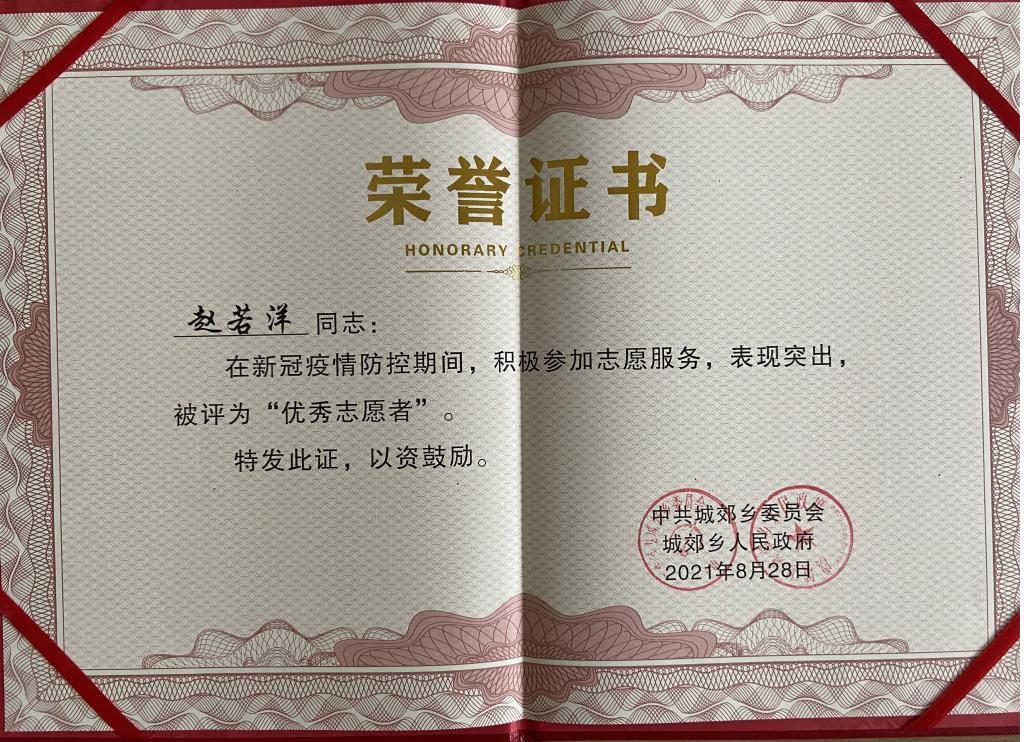 荣誉证书
HONORARY CREDENTIAL
赵若洋 同志：
在新冠疫情防控期间，积极参加志愿服务，表现突出，
被评为“优秀志愿者”。
特发此证，以资鼓励。
中共城郊乡委员会
城郊乡人民政府
2021年8月28日